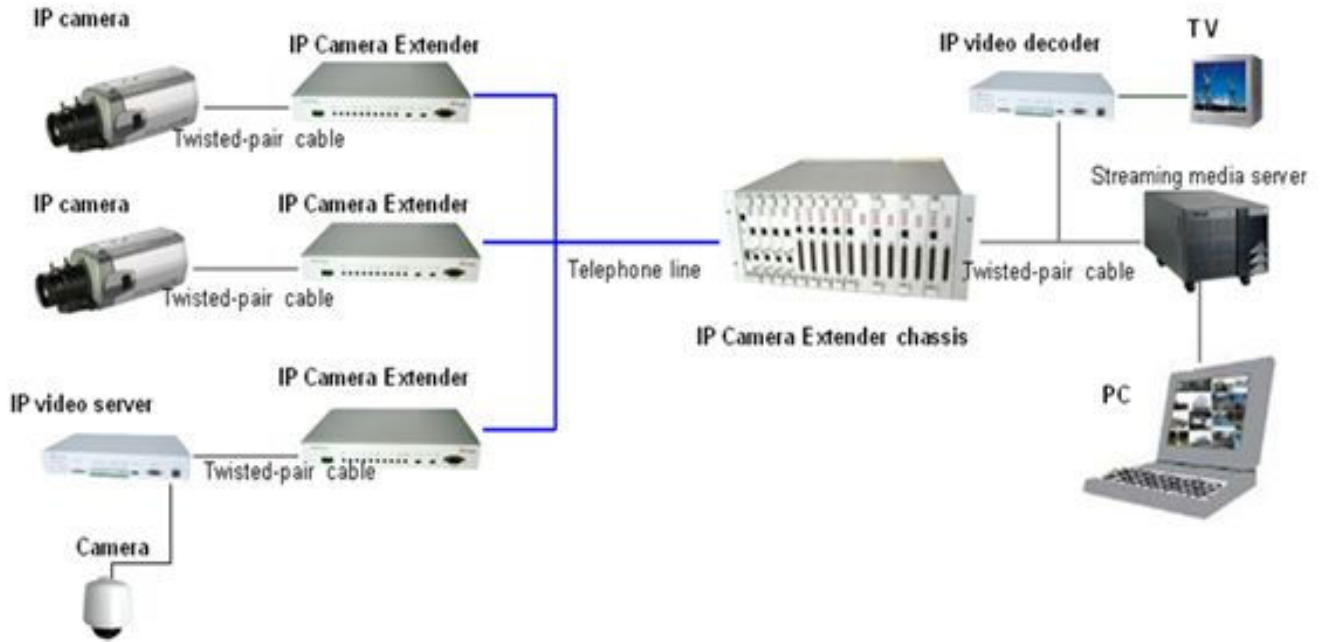 IP camera
IP Camera Extender
Twisted-pair cable
IP camera
IP Camera Extender
Twisted-pair cable
IP video server
IP Camera Extender
Twisted-pair cable
Camera
Telephone line
IP Camera Extender chassis
Twisted-pair cable
IP video decoder
TV
Streaming media server
PC